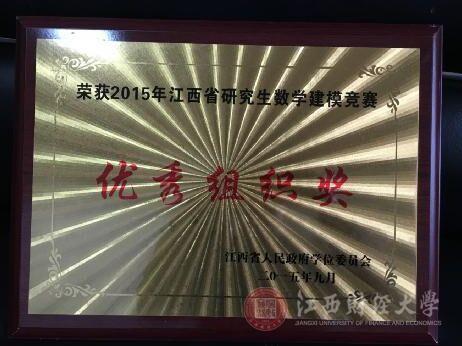 荣获2015年江西省研究生数学建模竞赛
优秀组织奖
江西省人民政府学位委员会
二○一五年九月
江西财经大学
JIANGXI UNIVERSITY OF FINANCE AND ECONOMICS